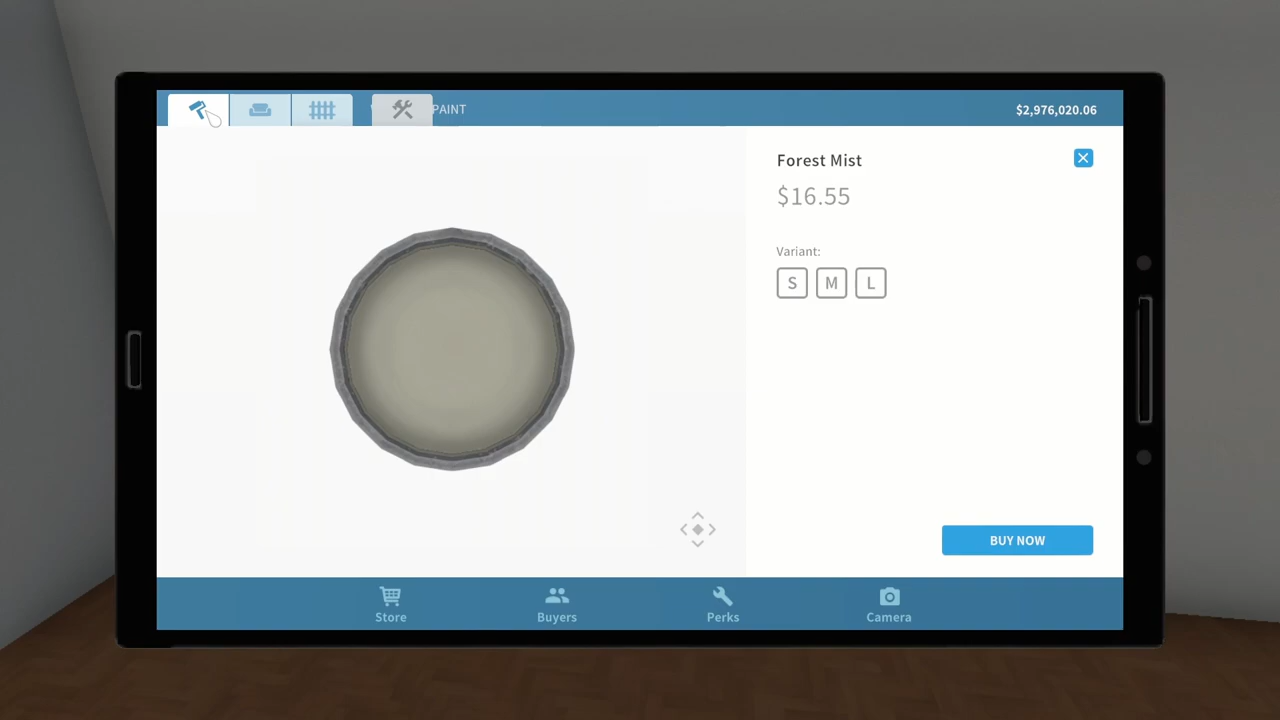 PAINT
$2,976,020.06
Forest Mist
$16.55
Variant:
S M L
BUY NOW
Store
Buyers
Perks
Camera